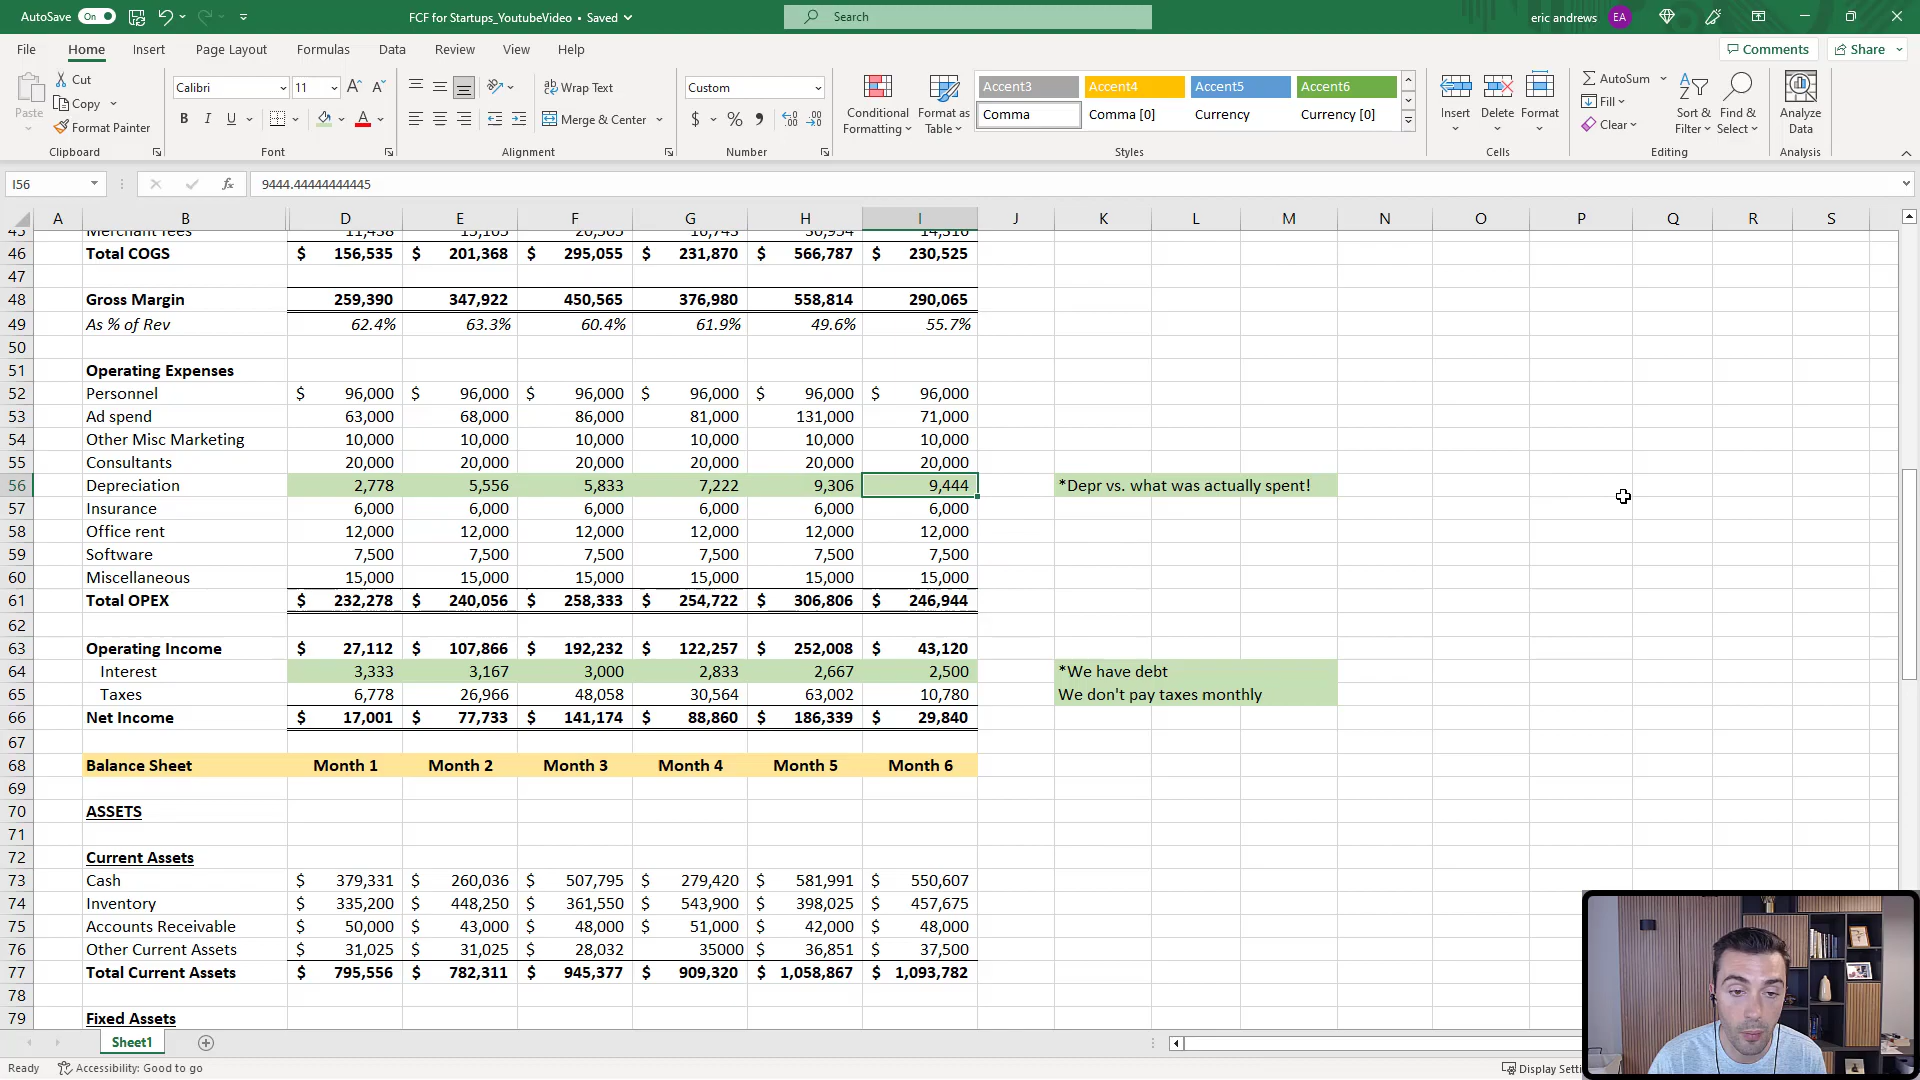 AutoSave On FCF for Startups_YoutubeVideo • Saved Search eric andrews EA
File Home Insert Page Layout Formulas Data Review View Help Comments Share
Paste Cut Copy Format Painter Clipboard
Calibri 11 B I U Font
Wrap Text Merge & Center Alignment
Custom $ % Number
Conditional Formatting Format as Table
Accent3 Accent4 Accent5 Accent6
Comma Comma [0] Currency Currency [0]
Styles
Insert Delete Format Cells
AutoSum Fill Clear Sort & Filter Find & Select Editing
Analyze Data Analysis
I56 fx 9444.44444444445
A B D E F G H I J K L M N O P Q R S
45 Merchant fees 11,438 15,105 20,505 16,743 30,954 14,316
46 Total COGS $ 156,535 $ 201,368 $ 295,055 $ 231,870 $ 566,787 $ 230,525
47
48 Gross Margin 259,390 347,922 450,565 376,980 558,814 290,065
49 As % of Rev 62.4% 63.3% 60.4% 61.9% 49.6% 55.7%
50
51 Operating Expenses
52 Personnel $ 96,000 $ 96,000 $ 96,000 $ 96,000 $ 96,000 $ 96,000
53 Ad spend 63,000 68,000 86,000 81,000 131,000 71,000
54 Other Misc Marketing 10,000 10,000 10,000 10,000 10,000 10,000
55 Consultants 20,000 20,000 20,000 20,000 20,000 20,000
56 Depreciation 2,778 5,556 5,833 7,222 9,306 9,444 *Depr vs. what was actually spent!
57 Insurance 6,000 6,000 6,000 6,000 6,000 6,000
58 Office rent 12,000 12,000 12,000 12,000 12,000 12,000
59 Software 7,500 7,500 7,500 7,500 7,500 7,500
60 Miscellaneous 15,000 15,000 15,000 15,000 15,000 15,000
61 Total OPEX $ 232,278 $ 240,056 $ 258,333 $ 254,722 $ 306,806 $ 246,944
62
63 Operating Income $ 27,112 $ 107,866 $ 192,232 $ 122,257 $ 252,008 $ 43,120
64 Interest 3,333 3,167 3,000 2,833 2,667 2,500 *We have debt
65 Taxes 6,778 26,966 48,058 30,564 63,002 10,780 We don't pay taxes monthly
66 Net Income $ 17,001 $ 77,733 $ 141,174 $ 88,860 $ 186,339 $ 29,840
67
68 Balance Sheet Month 1 Month 2 Month 3 Month 4 Month 5 Month 6
69
70 ASSETS
71
72 Current Assets
73 Cash $ 379,331 $ 260,036 $ 507,795 $ 279,420 $ 581,991 $ 550,607
74 Inventory $ 335,200 $ 448,250 $ 361,550 $ 543,900 $ 398,025 $ 457,675
75 Accounts Receivable $ 50,000 $ 43,000 $ 48,000 $ 51,000 $ 42,000 $ 48,000
76 Other Current Assets $ 31,025 $ 31,025 $ 28,032 35000 $ 36,851 $ 37,500
77 Total Current Assets $ 795,556 $ 782,311 $ 945,377 $ 909,320 $ 1,058,867 $ 1,093,782
78
79 Fixed Assets
Sheet1
Ready Accessibility: Good to go Display